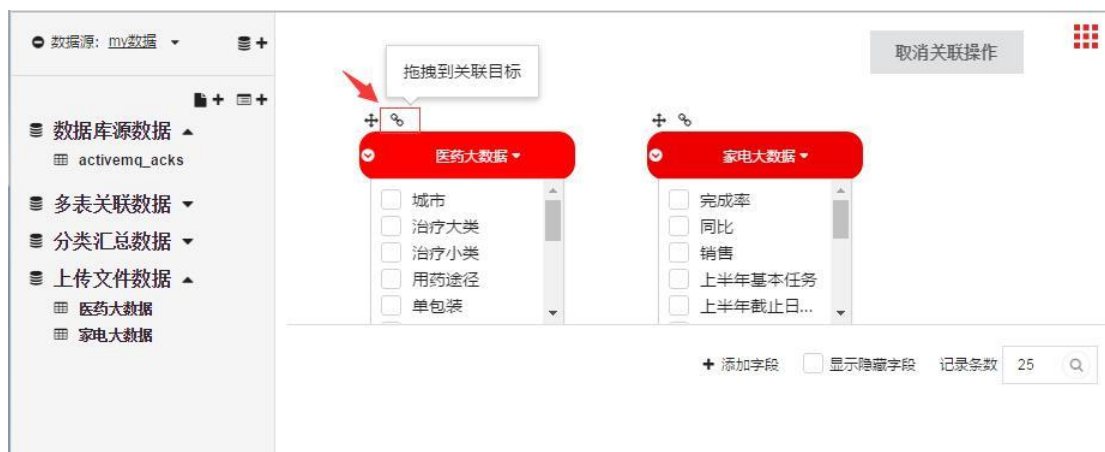 数据源: my数据
数据库源数据
activemq_acks
多表关联数据
分类汇总数据
上传文件数据
医药大数据
家电大数据
取消关联操作
拖拽到关联目标
医药大数据
城市
治疗大类
治疗小类
用药途径
单包装
家电大数据
完成率
同比
销售
上半年基本任务
上半年截止日...
添加字段
显示隐藏字段
记录条数
25